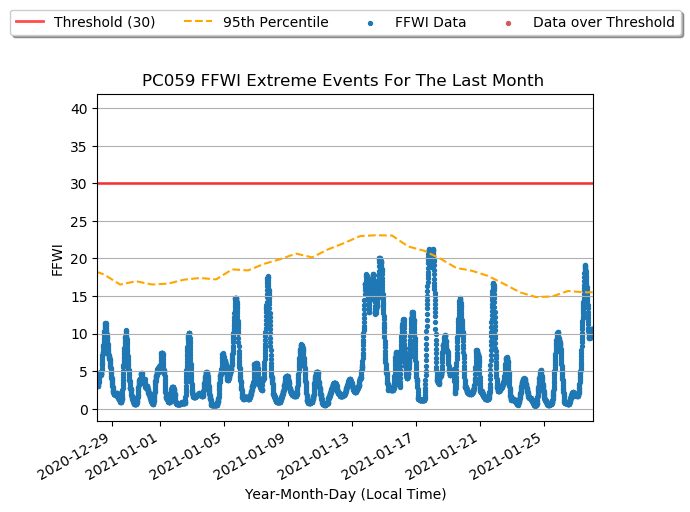 Threshold (30) 95th Percentile FFWI Data Data over Threshold
PC059 FFWI Extreme Events For The Last Month
40
35
30
25
20
15
10
5
0
FFWI
2020-12-29 2021-01-01 2021-01-05 2021-01-09 2021-01-13 2021-01-17 2021-01-21 2021-01-25
Year-Month-Day (Local Time)